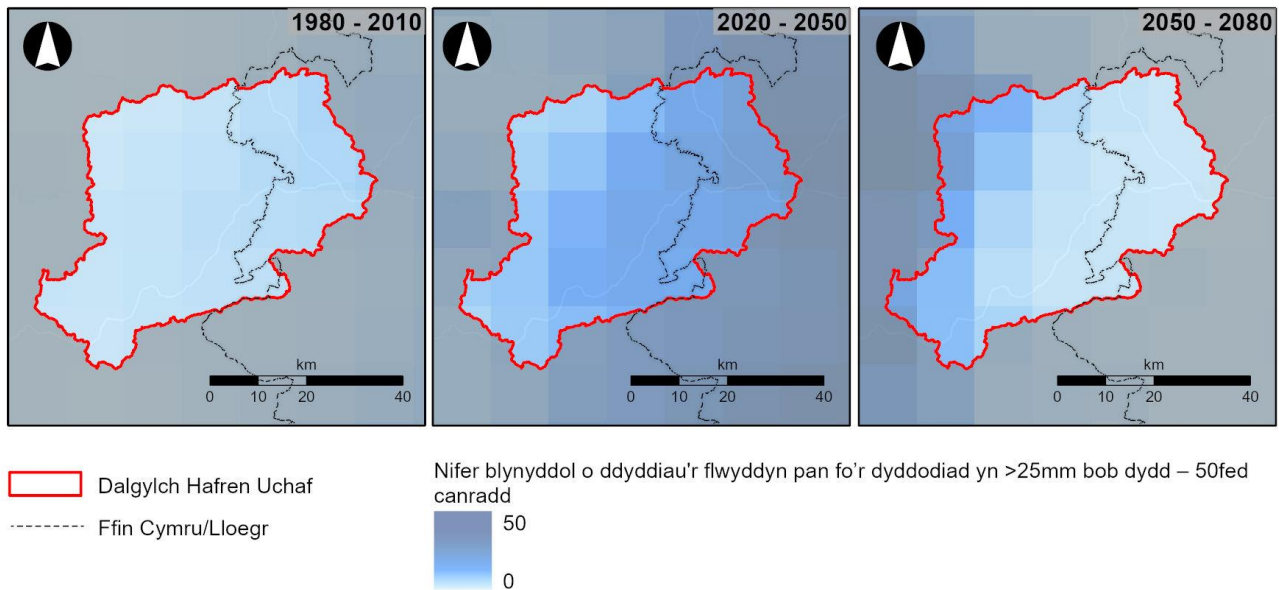 1980 - 2010
2020 - 2050
2050 - 2080
km
0 10 20 40
km
0 10 20 40
km
0 10 20 40
Dalgylch Hafren Uchaf
Ffin Cymru/Lloegr
Nifer blynyddol o ddyddiau'r flwyddyn pan fo'r dyddodiad yn >25mm bob dydd – 50fed
canradd
50
0